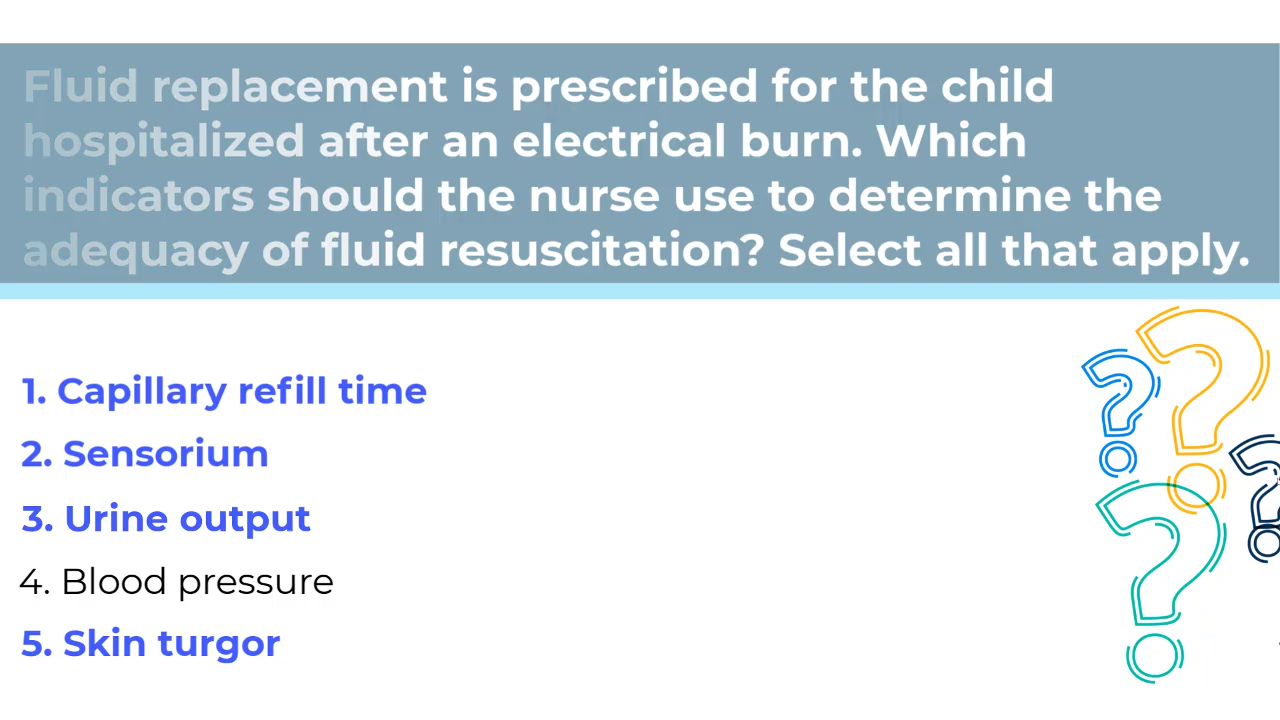 Fluid replacement is prescribed for the child
hospitalized after an electrical burn. Which
indicators should the nurse use to determine the
adequacy of fluid resuscitation? Select all that apply.
1. Capillary refill time
2. Sensorium
3. Urine output
4. Blood pressure
5. Skin turgor